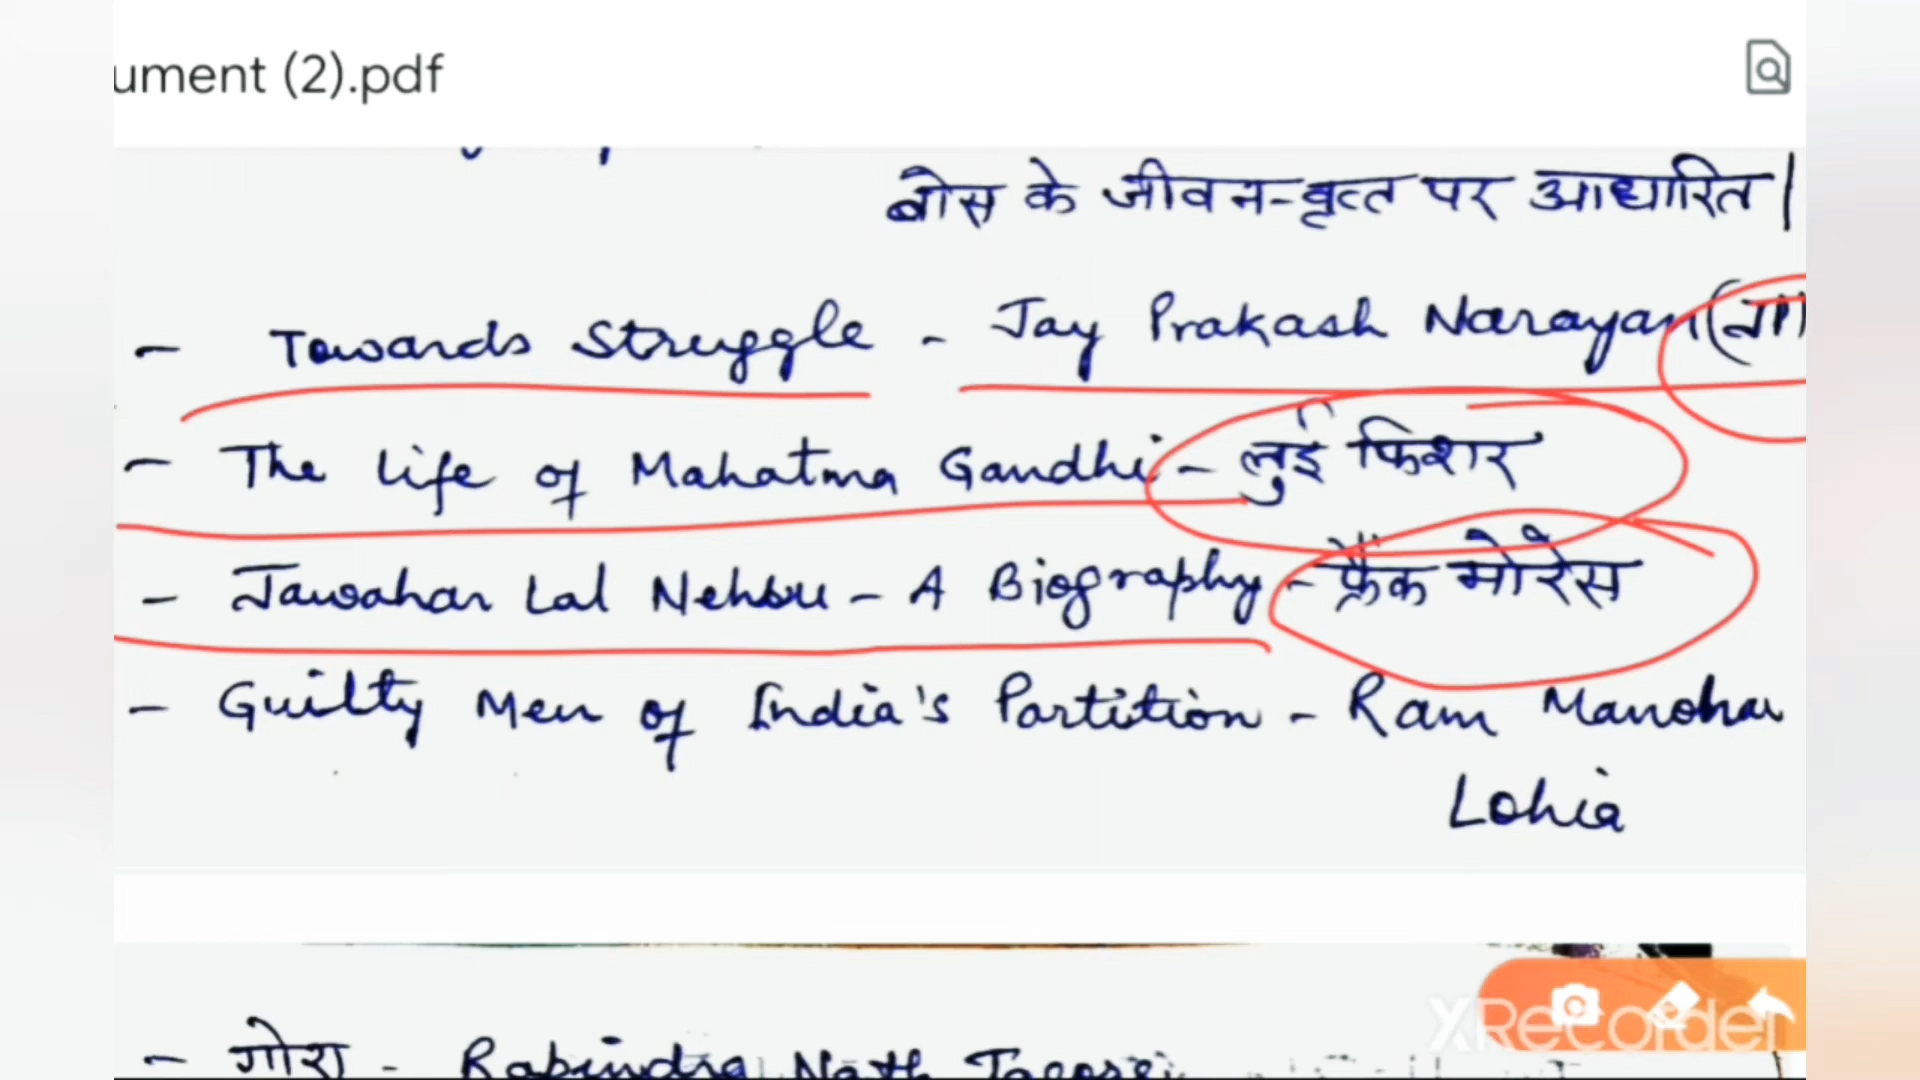 ument (2).pdf
बोस के जीवन-वृत्त पर आधारित|
- Towards Struggle - Jay Prakash Narayan (JP)
- The Life of Mahatma Gandhi - लुई फिशर
- Jawahar Lal Nehru - A Biography - फ्रैंक मोरेस
- Guilty Men of India's Partition - Ram Manohar
Lohia
- गोरा - Rabindra Nath Tagore
XRecorder